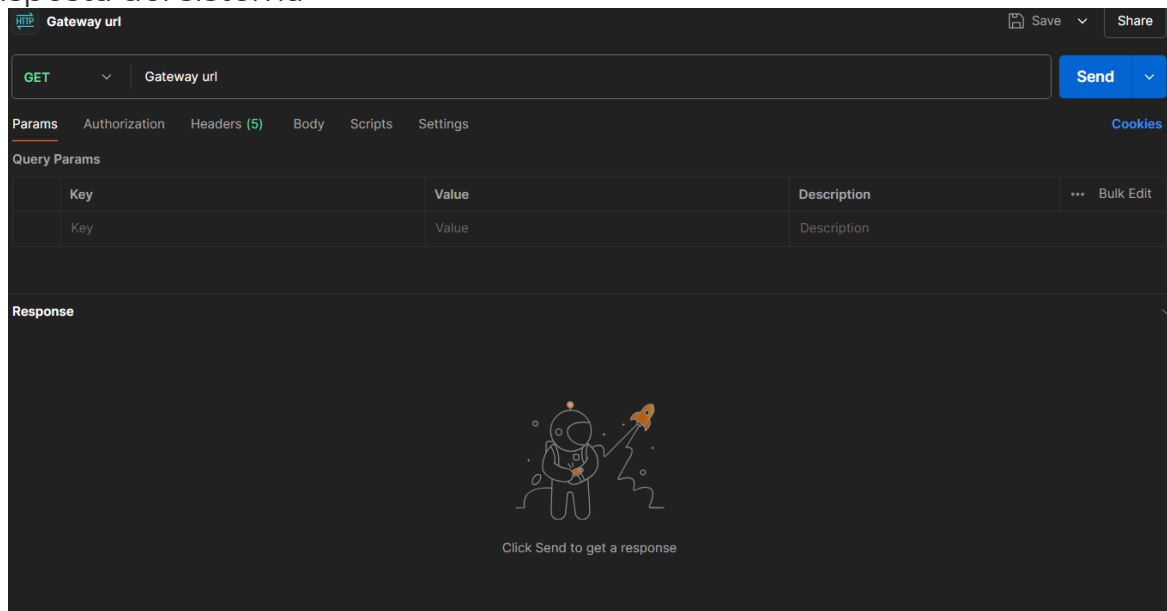 HTTP Gateway url Save Share
GET Gateway url Send
Params Authorization Headers (5) Body Scripts Settings Cookies
Query Params
Key Value Description ••• Bulk Edit
Key Value Description
Response
Click Send to get a response